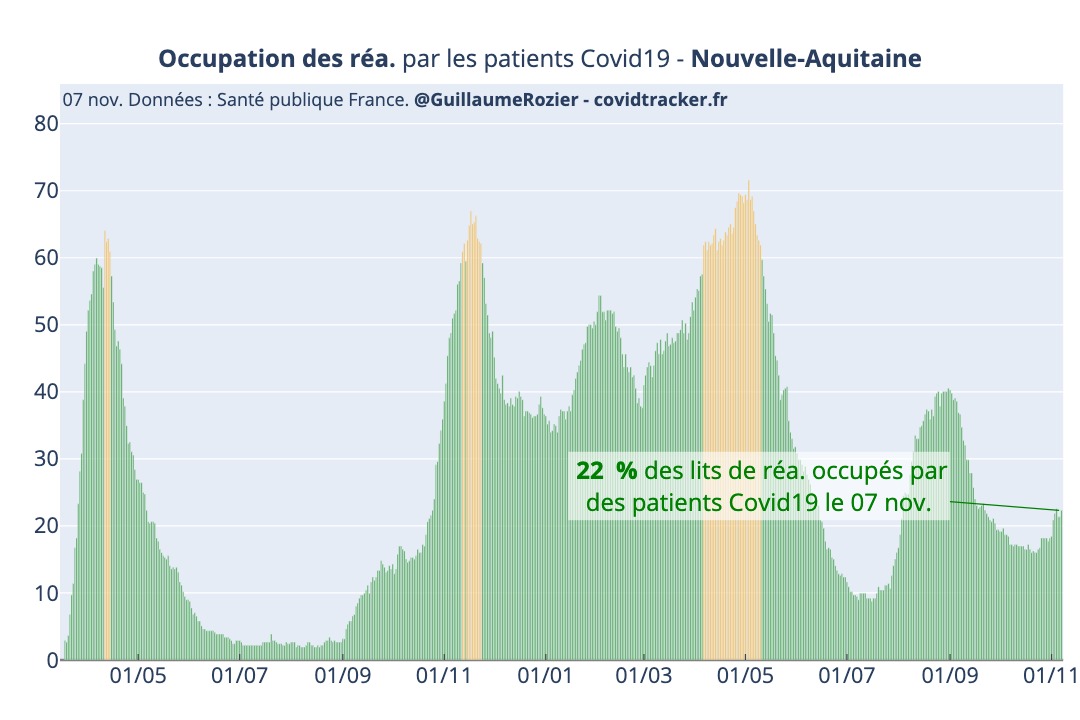 Occupation des réa. par les patients Covid19 - Nouvelle-Aquitaine
07 nov. Données : Santé publique France. @GuillaumeRozier - covidtracker.fr
80
70
60
50
40
30
20
10
0
22 % des lits de réa. occupés par
des patients Covid19 le 07 nov.
01/05 01/07 01/09 01/11 01/01 01/03 01/05 01/07 01/09 01/11